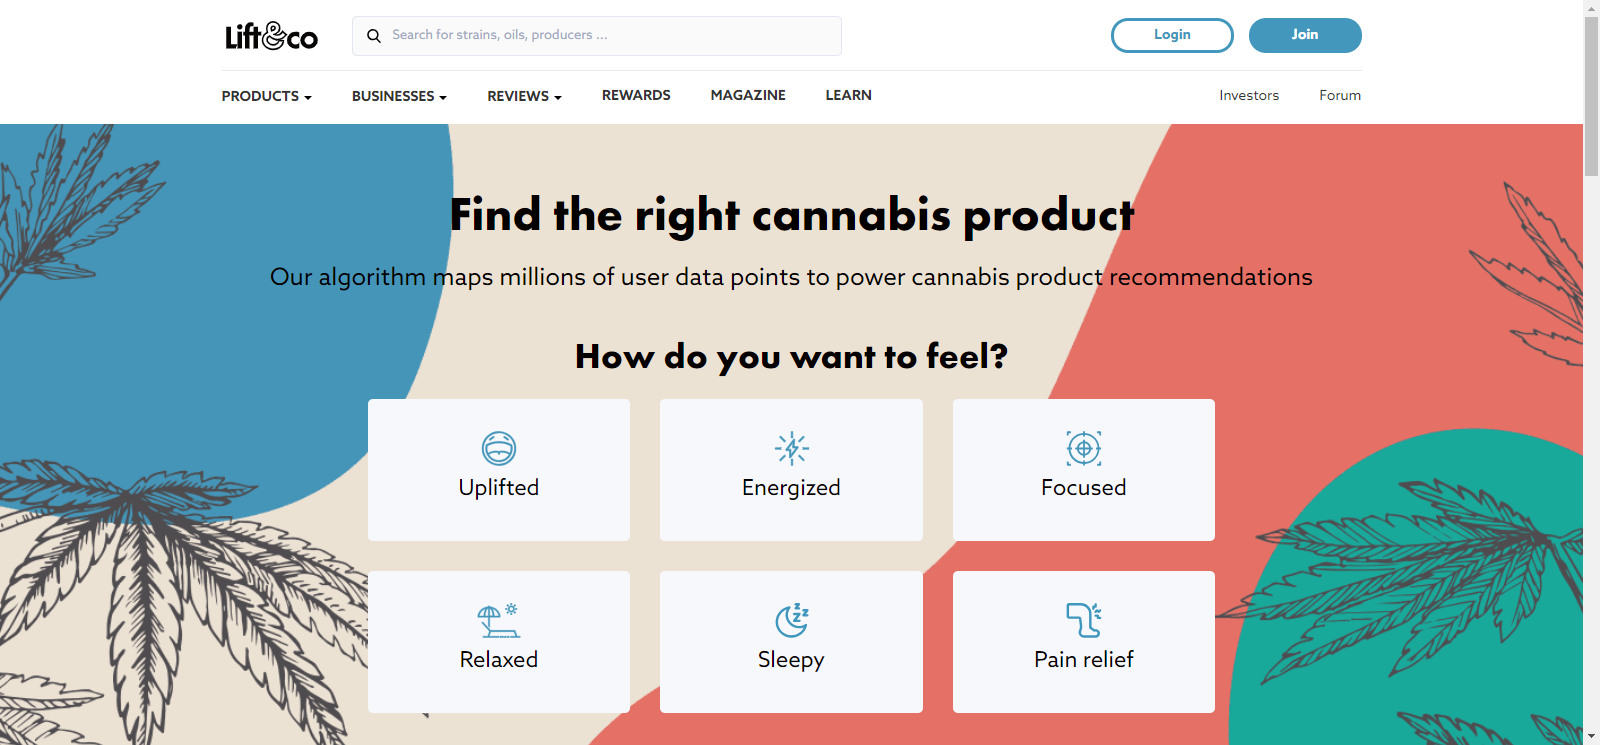 Lift&co
Search for strains, oils, producers ...
Login
Join
PRODUCTS
BUSINESSES
REVIEWS
REWARDS
MAGAZINE
LEARN
Investors
Forum
Find the right cannabis product
Our algorithm maps millions of user data points to power cannabis product recommendations
How do you want to feel?
Uplifted
Energized
Focused
Relaxed
Sleepy
Pain relief